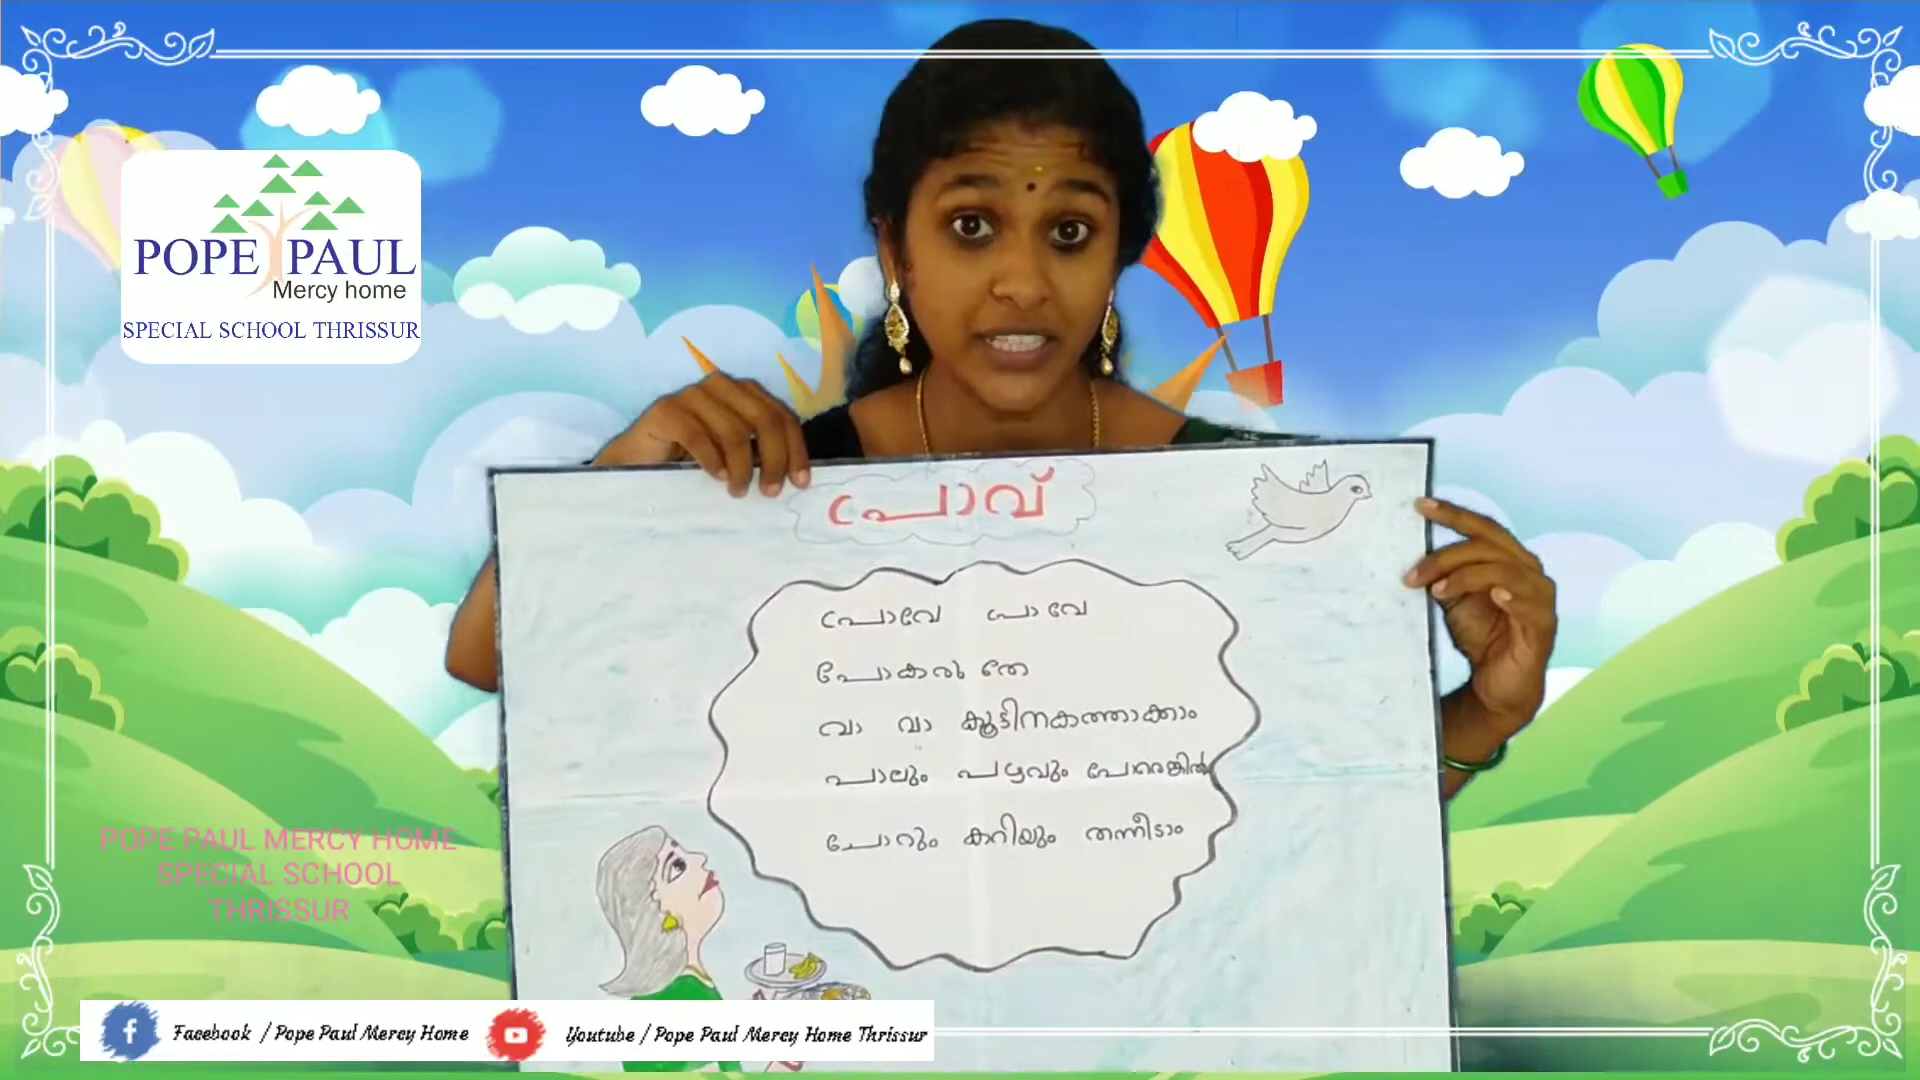 POPE PAUL
Mercy home
SPECIAL SCHOOL THRISSUR
പ്രാവ്
പ്രാവേ പ്രാവേ
പോകരുതേ
വാ വാ കൂട്ടിനകത്താക്കാം
പാലും പഴവും പോരെങ്കിൽ
ചോറും കറിയും തന്നീടാം
POPE PAUL MERCY HOME
SPECIAL SCHOOL
THRISSUR
Facebook / Pope Paul Mercy Home Youtube / Pope Paul Mercy Home Thrissur